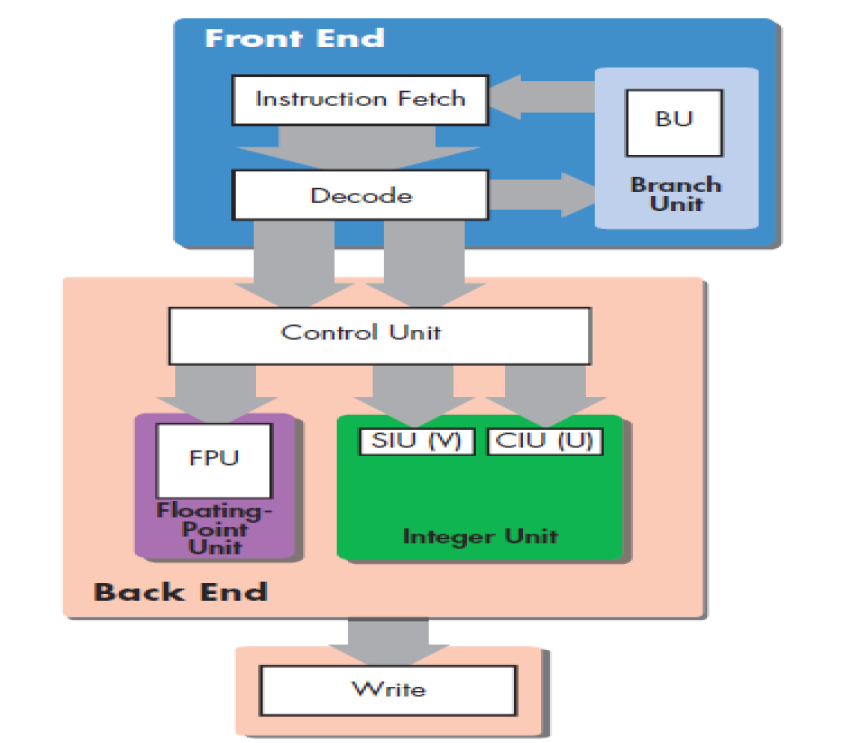 Front End
Instruction Fetch
BU
Branch
Unit
Decode
Control Unit
FPU
Floating-
Point
Unit
SIU (V)
CIU (U)
Integer Unit
Back End
Write